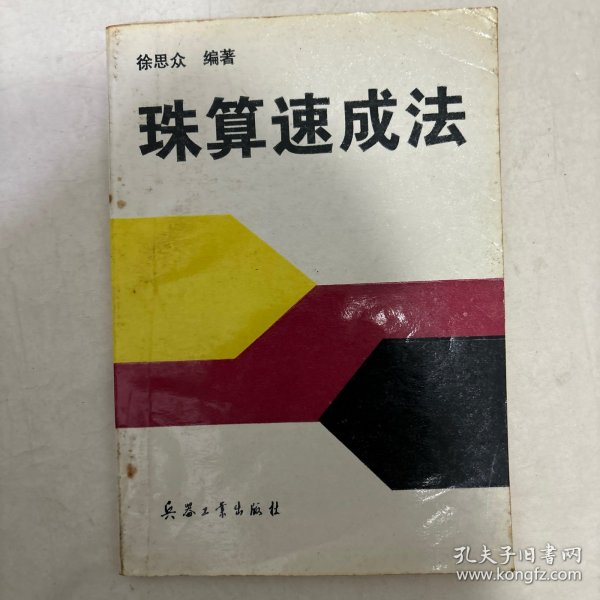 徐思众 编著
珠算速成法
兵器工业出版社
孔夫子旧书网
www.kongfz.com